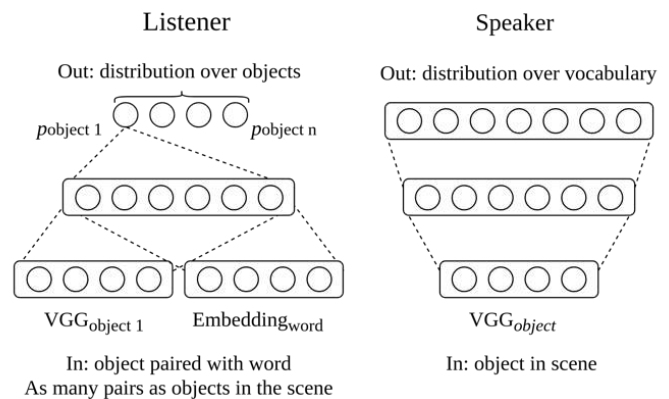 Listener
Out: distribution over objects
pobject 1
pobject n
VGGobject 1
Embeddingword
In: object paired with word
As many pairs as objects in the scene
Speaker
Out: distribution over vocabulary
VGGobject
In: object in scene